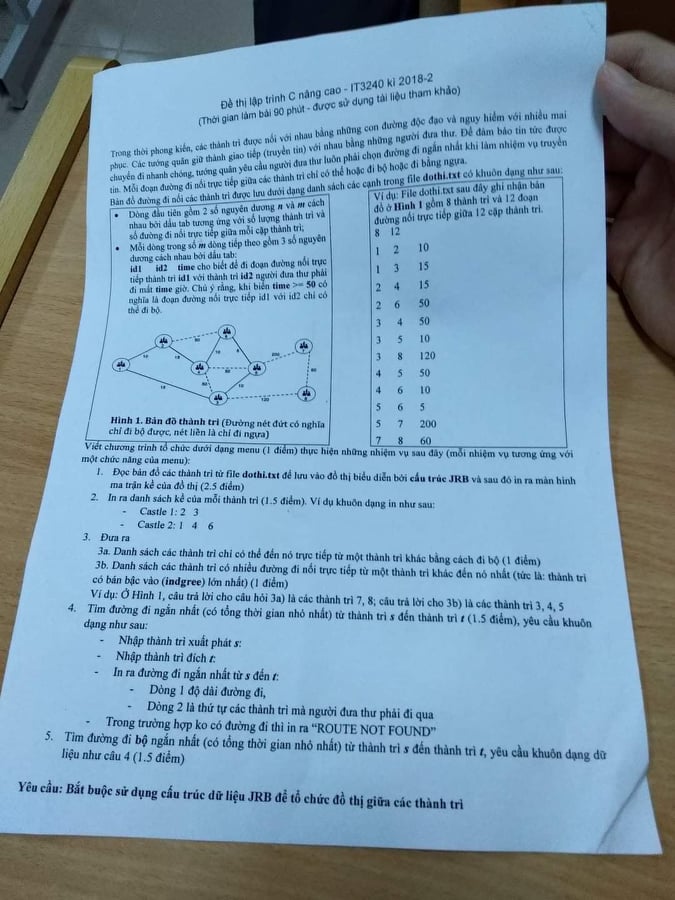 Đề thi lập trình C nâng cao - IT3240 kì 2018-2
(Thời gian làm bài 90 phút - được sử dụng tài liệu tham khảo)
Trong thời phong kiến, các thành trì được nối với nhau bằng những con đường độc đạo và nguy hiểm với nhiều mai
phục. Các tướng quân giữ thành giao tiếp (truyền tin) với nhau bằng những người đưa thư. Để đảm bảo tin tức được
chuyển đi nhanh chóng, tướng quân yêu cầu người đưa thư luôn phải chọn đường đi ngắn nhất khi làm nhiệm vụ truyền
tin. Mỗi đoạn đường đi nối trực tiếp giữa các thành trì chỉ có thể hoặc đi bộ hoặc đi bằng ngựa.
Bản đồ đường đi nối các thành trì được lưu dưới dạng danh sách các cạnh trong file dothi.txt có khuôn dạng như sau:
• Dòng đầu tiên gồm 2 số nguyên dương n và m cách
nhau bởi dấu tab tương ứng với số lượng thành trì và
số đường đi nối trực tiếp giữa mỗi cặp thành trì;
• Mỗi dòng trong số m dòng tiếp theo gồm 3 số nguyên
dương cách nhau bởi dấu tab:
id1 id2 time cho biết để đi đoạn đường nối trực
tiếp thành trì id1 với thành trì id2 người đưa thư phải
đi mất time giờ. Chú ý rằng, khi biến time >= 50 có
nghĩa là đoạn đường nối trực tiếp id1 với id2 chỉ có
thể đi bộ.
Hình 1. Bản đồ thành trì (Đường nét đứt có nghĩa
chỉ đi bộ được, nét liền là chỉ đi ngựa)
Ví dụ: File dothi.txt sau đây ghi nhận bản
đồ ở Hình 1 gồm 8 thành trì và 12 đoạn
đường nối trực tiếp giữa 12 cặp thành trì.
8 12
1 2 10
1 3 15
2 4 15
2 6 50
3 4 50
3 5 10
3 8 120
4 5 50
4 6 10
5 6 5
5 7 200
7 8 60
Viết chương trình tổ chức dưới dạng menu (1 điểm) thực hiện những nhiệm vụ sau đây (mỗi nhiệm vụ tương ứng với
một chức năng của menu):
1. Đọc bản đồ các thành trì từ file dothi.txt để lưu vào đồ thị biểu diễn bởi cấu trúc JRB và sau đó in ra màn hình
ma trận kề của đồ thị (2.5 điểm)
2. In ra danh sách kề của mỗi thành trì (1.5 điểm). Ví dụ khuôn dạng in như sau:
- Castle 1: 2 3
- Castle 2: 1 4 6
3. Đưa ra
3a. Danh sách các thành trì chỉ có thể đến nó trực tiếp từ một thành trì khác bằng cách đi bộ (1 điểm)
3b. Danh sách các thành trì có nhiều đường đi nối trực tiếp từ một thành trì khác đến nó nhất (tức là: thành trì
có bán bậc vào (indgree) lớn nhất) (1 điểm)
Ví dụ: Ở Hình 1, câu trả lời cho câu hỏi 3a) là các thành trì 7, 8; câu trả lời cho 3b) là các thành trì 3, 4, 5
4. Tìm đường đi ngắn nhất (có tổng thời gian nhỏ nhất) từ thành trì s đến thành trì t (1.5 điểm), yêu cầu khuôn
dạng như sau:
- Nhập thành trì xuất phát s:
- Nhập thành trì đích t:
- In ra đường đi ngắn nhất từ s đến t:
- Dòng 1 độ dài đường đi,
- Dòng 2 là thứ tự các thành trì mà người đưa thư phải đi qua
- Trong trường hợp ko có đường đi thì in ra “ROUTE NOT FOUND”
5. Tìm đường đi bộ ngắn nhất (có tổng thời gian nhỏ nhất) từ thành trì s đến thành trì t, yêu cầu khuôn dạng dữ
liệu như câu 4 (1.5 điểm)
Yêu cầu: Bắt buộc sử dụng cấu trúc dữ liệu JRB để tổ chức đồ thị giữa các thành trì